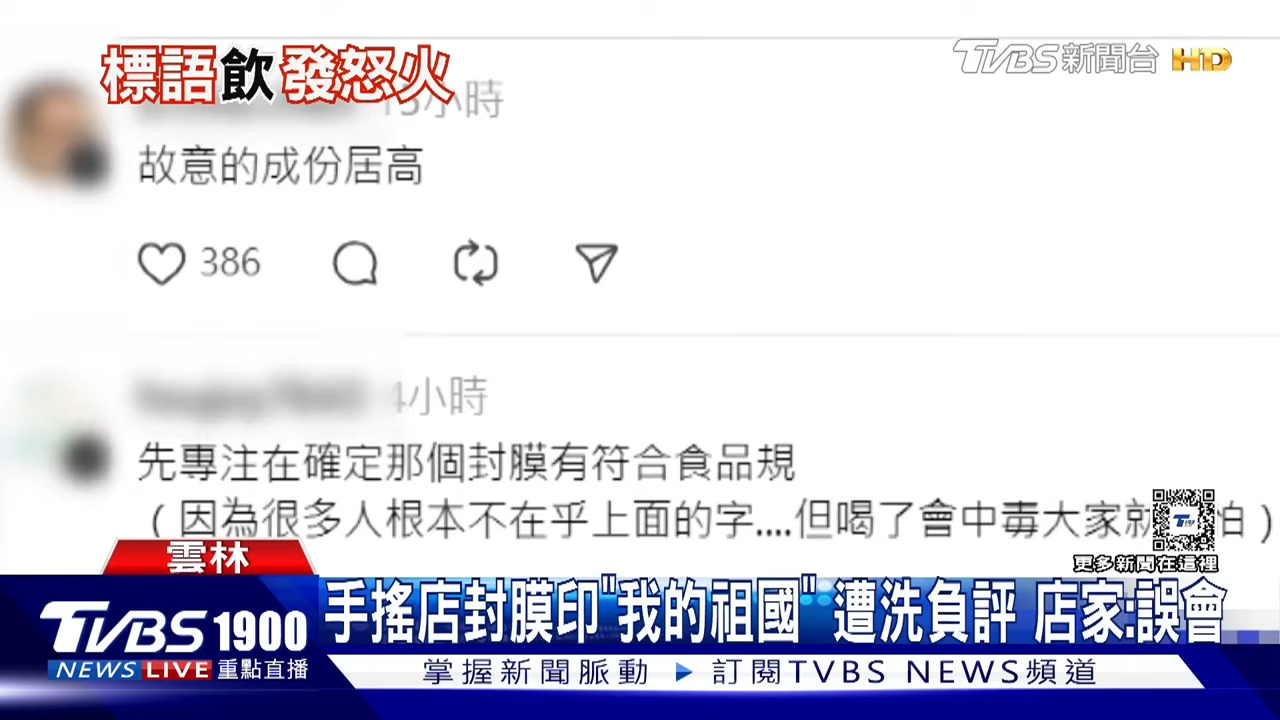 標語飲發怒火
TVBS新聞台 HD
小時
故意的成份居高
386
4小時
先專注在確定那個封膜有符合食品規
（因為很多人根本不在乎上面的字....但喝了會中毒大家就 怕）
更多新聞在這裡
雲林
手搖店封膜印"我的祖國" 遭洗負評 店家:誤會
TVBS 1900
NEWS LIVE 重點直播
掌握新聞脈動 ▶ 訂閱TVBS NEWS頻道